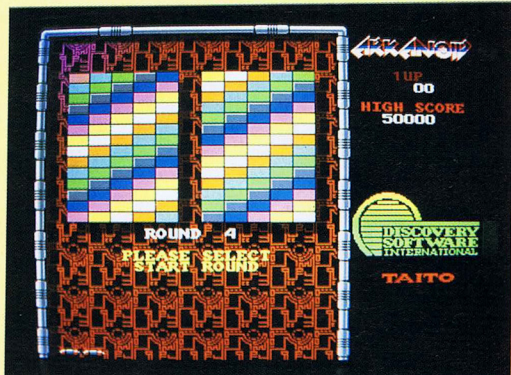 ARKANOID
1UP
00
HIGH SCORE
50000
ROUND 4
PLEASE SELECT
START ROUND
DISCOVERY
SOFTWARE
INTERNATIONAL
TAITO